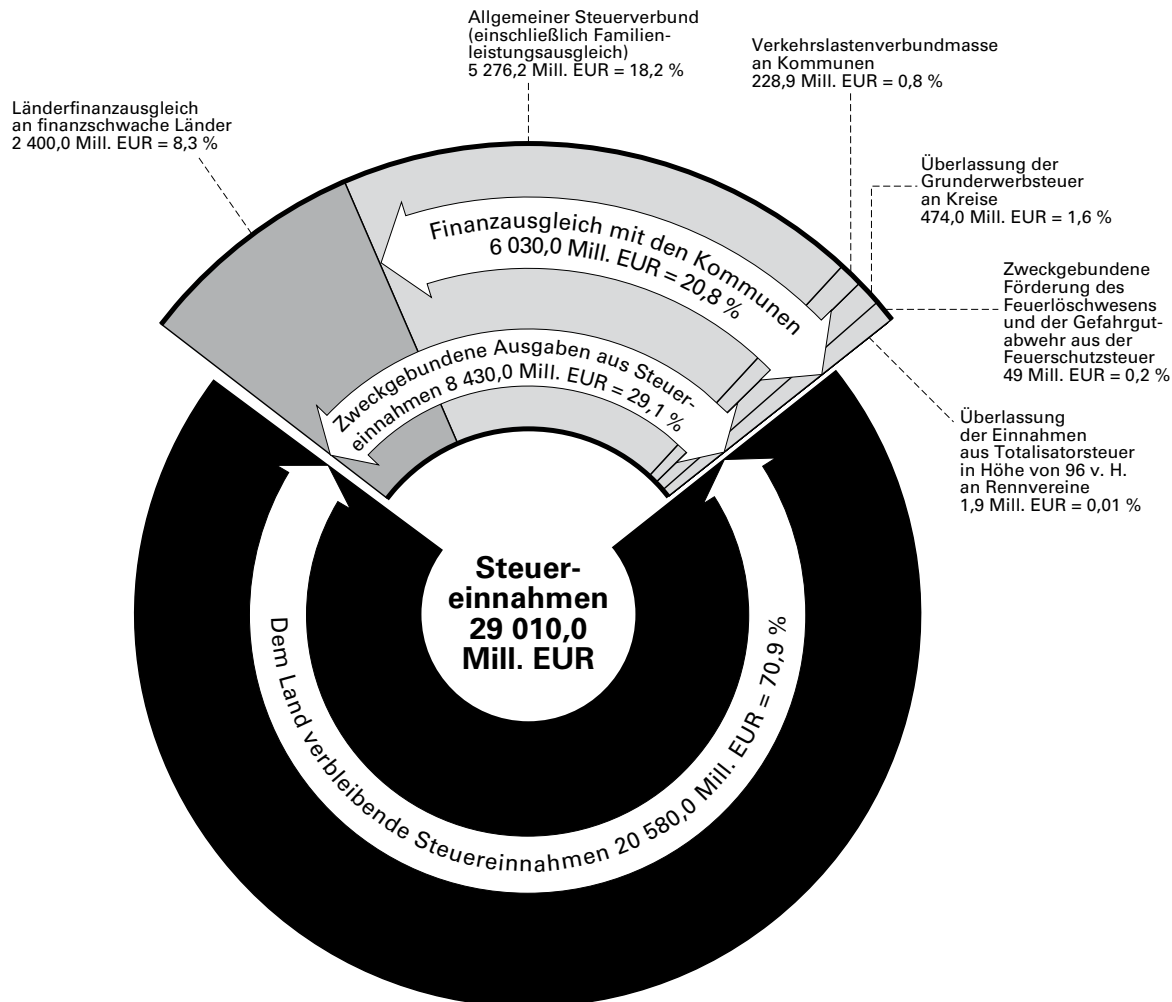 Allgemeiner Steuerverbund
(einschließlich Familien-
leistungsausgleich)
5 276,2 Mill. EUR = 18,2 %
Verkehrslastenverbundmasse
an Kommunen
228,9 Mill. EUR = 0,8 %
Länderfinanzausgleich
an finanzschwache Länder
2 400,0 Mill. EUR = 8,3 %
Überlassung der
Grunderwerbsteuer
an Kreise
474,0 Mill. EUR = 1,6 %
Zweckgebundene
Förderung des
Feuerlöschwesens
und der Gefahrgut-
abwehr aus der
Feuerschutzsteuer
49 Mill. EUR = 0,2 %
Überlassung
der Einnahmen
aus Totalisatorsteuer
in Höhe von 96 v. H.
an Rennvereine
1,9 Mill. EUR = 0,01 %
Finanzausgleich mit den Kommunen
6 030,0 Mill. EUR = 20,8 %
Zweckgebundene Ausgaben aus Steuer-
einnahmen 8 430,0 Mill. EUR = 29,1 %
Steuer-
einnahmen
29 010,0
Mill. EUR
Dem Land verbleibende Steuereinnahmen 20 580,0 Mill. EUR = 70,9 %